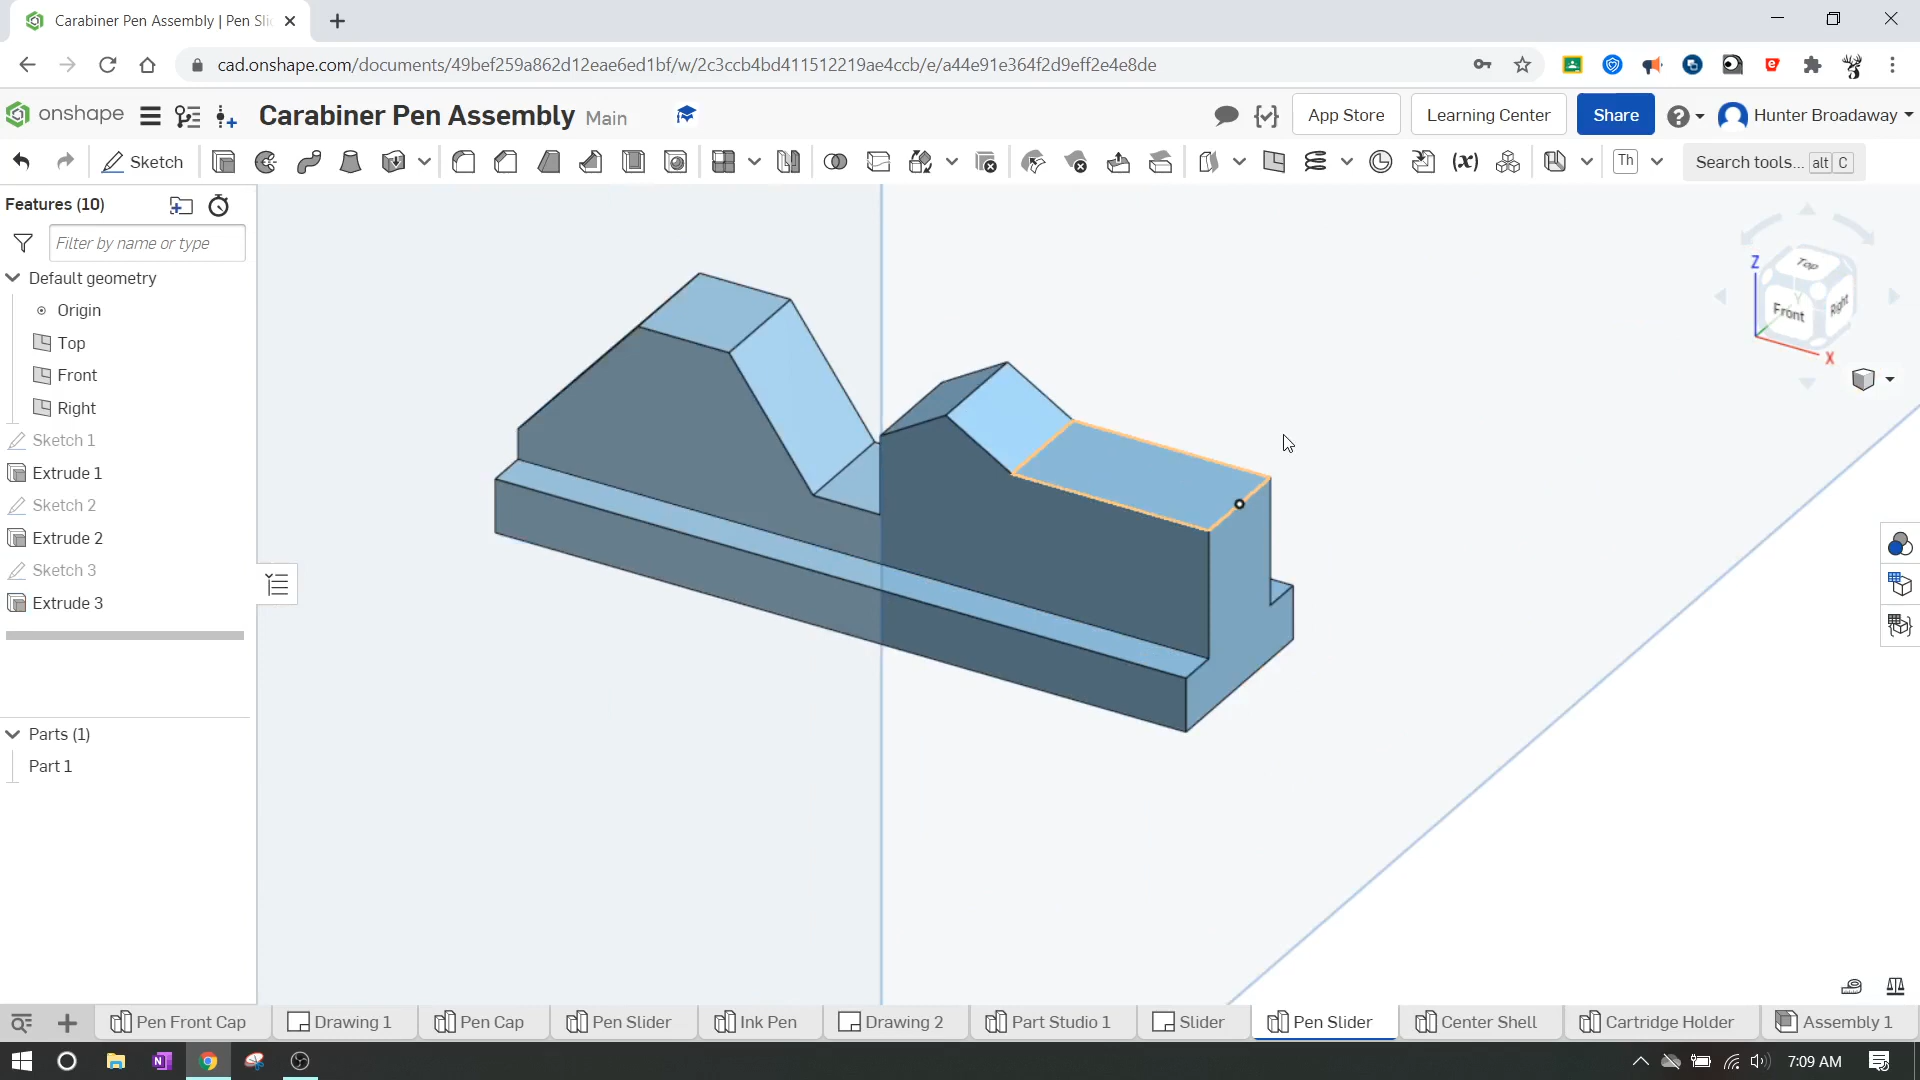 Carabiner Pen Assembly | Pen Slic
cad.onshape.com/documents/49bef259a862d12eae6ed1bf/w/2c3ccb4bd411512219ae4ccb/e/a44e91e364f2d9eff2e4e8de
onshape Carabiner Pen Assembly Main App Store Learning Center Share Hunter Broadaway
Sketch (x) Th Search tools... alt C
Features (10)
Filter by name or type
Default geometry
Origin
Top
Front
Right
Sketch 1
Extrude 1
Sketch 2
Extrude 2
Sketch 3
Extrude 3
Parts (1)
Part 1
Z
Top
Y
Front
Right
X
Pen Front Cap Drawing 1 Pen Cap Pen Slider Ink Pen Drawing 2 Part Studio 1 Slider Pen Slider Center Shell Cartridge Holder Assembly 1
7:09 AM